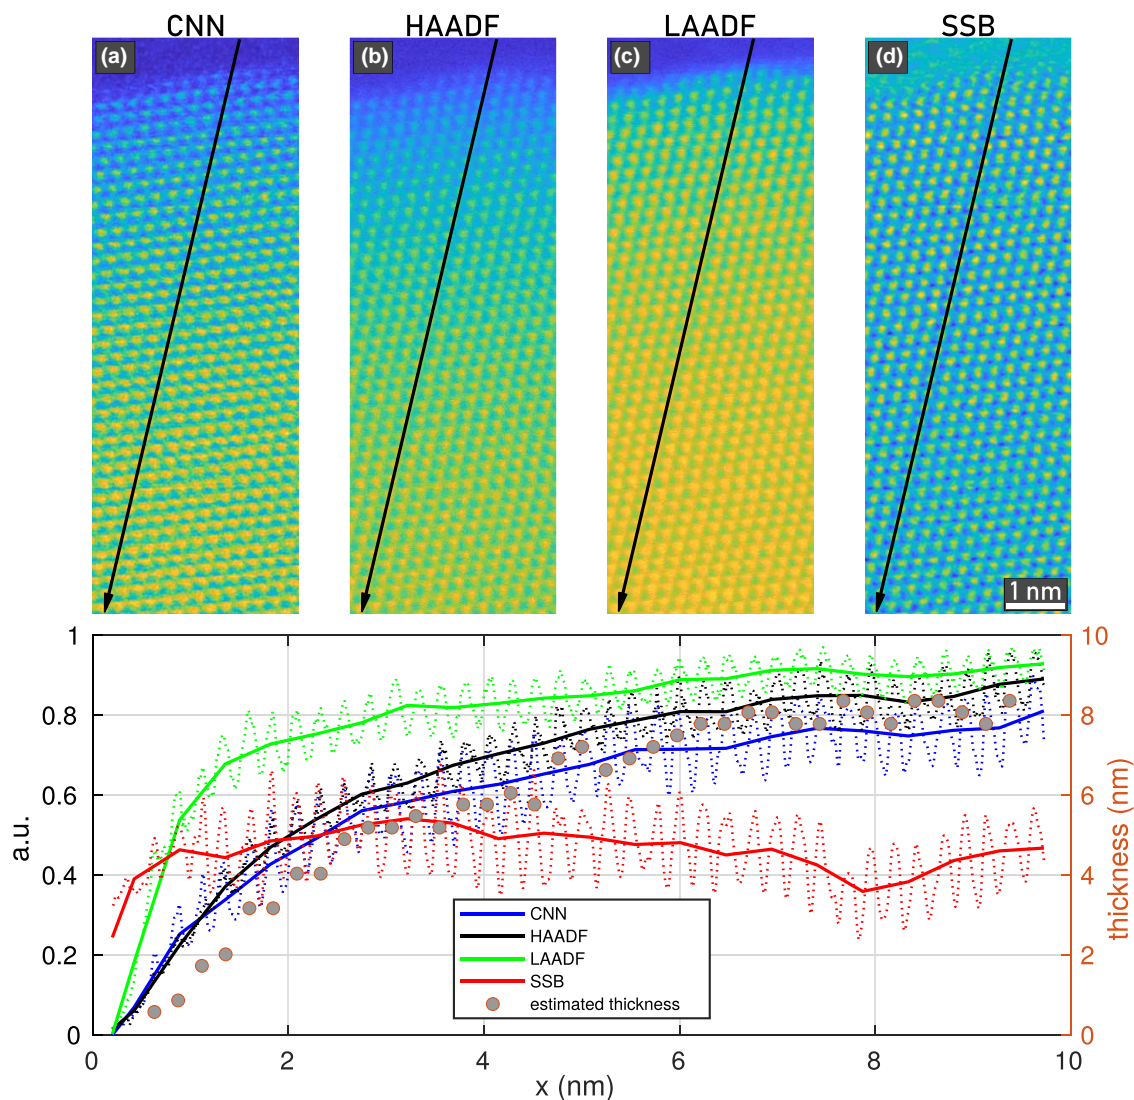 CNN HAADF LAADF SSB
(a) (b) (c) (d)
1 nm
1 10
0.8 8
0.6 6
0.4 4
0.2 2
0 0
a.u.
thickness (nm)
CNN
HAADF
LAADF
SSB
estimated thickness
0 2 4 6 8 10
x (nm)